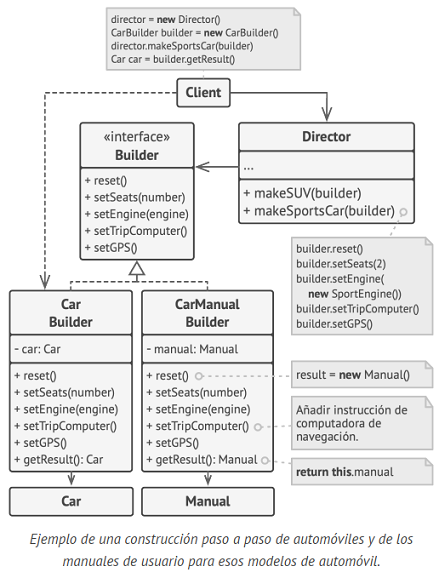 director = new Director()
CarBuilder builder = new CarBuilder()
director.makeSportsCar(builder)
Car car = builder.getResult()
Client
«interface»
Builder
+ reset()
+ setSeats(number)
+ setEngine(engine)
+ setTripComputer()
+ setGPS()
Director
...
+ makeSUV(builder)
+ makeSportsCar(builder)
builder.reset()
builder.setSeats(2)
builder.setEngine(
new SportEngine())
builder.setTripComputer()
builder.setGPS()
Car
Builder
- car: Car
+ reset()
+ setSeats(number)
+ setEngine(engine)
+ setTripComputer()
+ setGPS()
+ getResult(): Car
CarManual
Builder
- manual: Manual
+ reset()
+ setSeats(number)
+ setEngine(engine)
+ setTripComputer()
+ setGPS()
+ getResult(): Manual
result = new Manual()
Añadir instrucción de
computadora de
navegación.
return this.manual
Car
Manual
Ejemplo de una construcción paso a paso de automóviles y de los
manuales de usuario para esos modelos de automóvil.